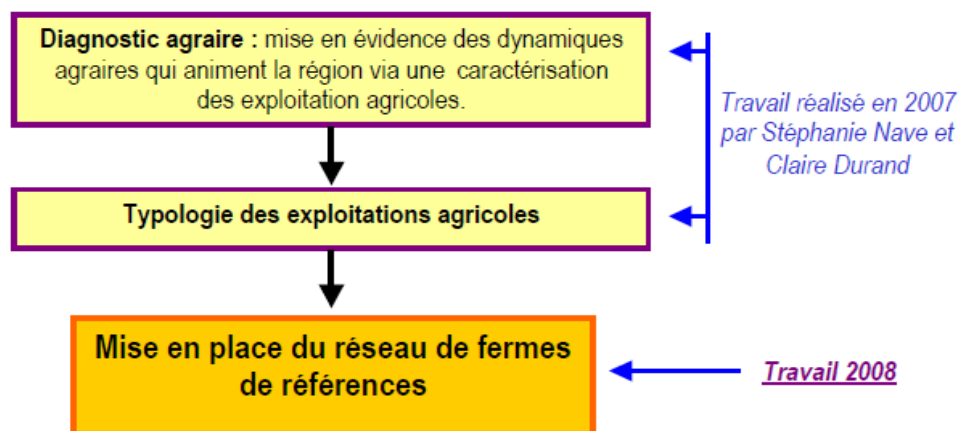 Diagnostic agraire : mise en évidence des dynamiques
agraires qui animent la région via une caractérisation
des exploitation agricoles.
Travail réalisé en 2007
par Stéphanie Nave et
Claire Durand
Typologie des exploitations agricoles
Mise en place du réseau de fermes
de références
Travail 2008